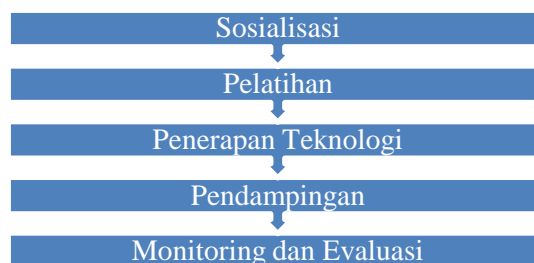 Sosialisasi
Pelatihan
Penerapan Teknologi
Pendampingan
Monitoring dan Evaluasi